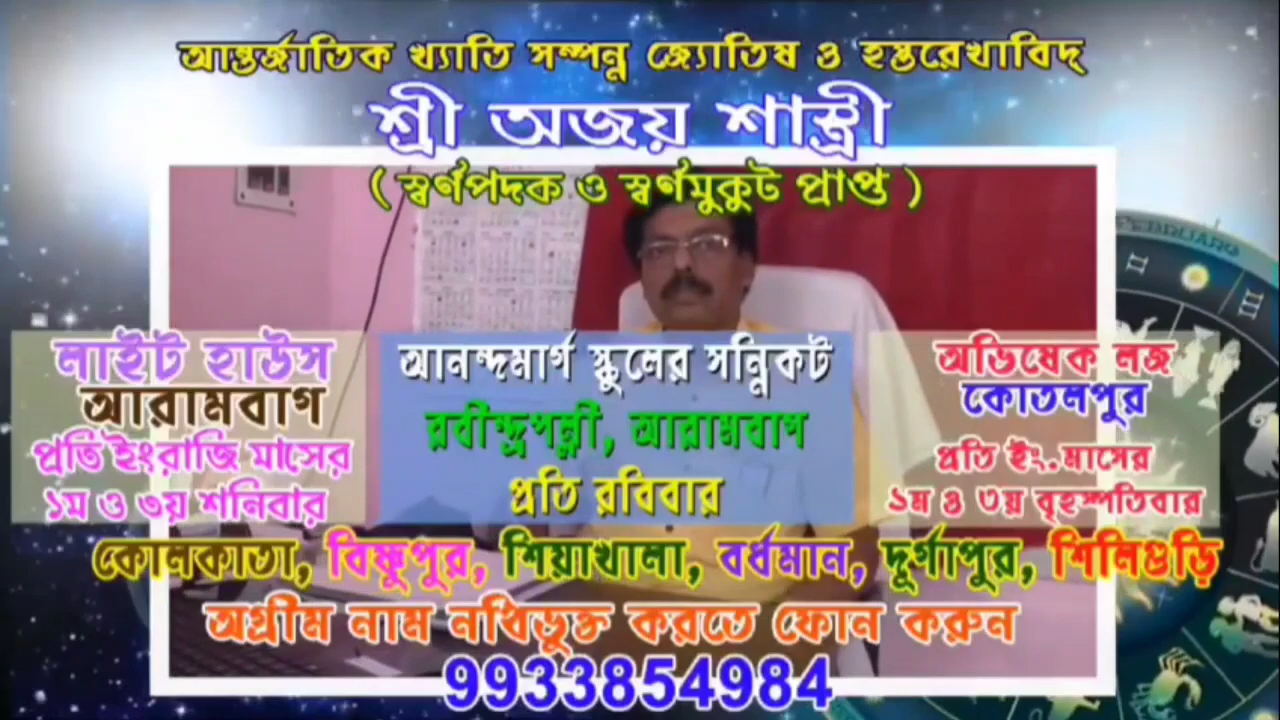 আন্তর্জাতিক খ্যাতি সম্পন্ন জ্যোতিষ ও হস্তরেখাবিদ্
শ্রী অজয় শাস্ত্রী
( স্বর্ণপদক ও স্বর্ণমুকুট প্রাপ্ত )
লাইট হাউস
আরামবাগ
প্রতি ইংরাজি মাসের
১ম ও ৩য় শনিবার
আনন্দমার্গ স্কুলের সন্নিকট
রবীন্দ্রপল্লী, আরামবাগ
প্রতি রবিবার
অভিষেক লজ
কোতলপুর
প্রতি ইং.মাসের
১ম ও ৩য় বৃহস্পতিবার
কোলকাতা, বিষ্ণুপুর, শিয়াখালা, বর্ধমান, দূর্গাপুর, শিলিগুড়ি
অগ্রীম নাম নথিভুক্ত করতে ফোন করুন
9933854984